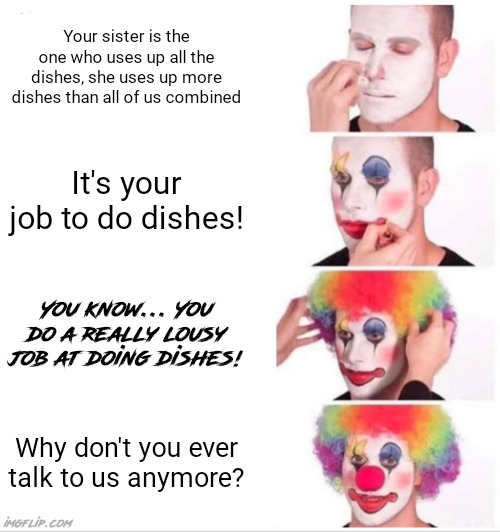 Your sister is the
one who uses up all the
dishes, she uses up more
dishes than all of us combined
It's your
job to do dishes!
YOU KNOW... YOU
DO A REALLY LOUSY
JOB AT DOING DISHES!
Why don't you ever
talk to us anymore?
imgflip.com